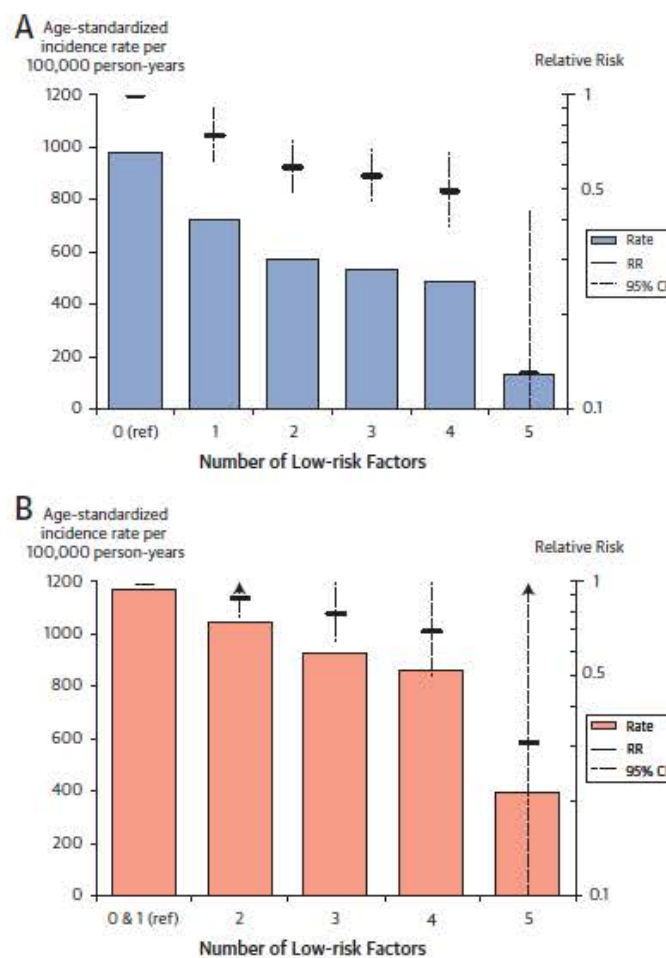 A
Age-standardized
incidence rate per
100,000 person-years
Relative Risk
1200
1000
800
600
400
200
0
1
0.5
0.1
Rate
RR
95% CI
0 (ref) 1 2 3 4 5
Number of Low-risk Factors
B
Age-standardized
incidence rate per
100,000 person-years
Relative Risk
1200
1000
800
600
400
200
0
1
0.5
0.1
Rate
RR
95% CI
0 & 1 (ref) 2 3 4 5
Number of Low-risk Factors